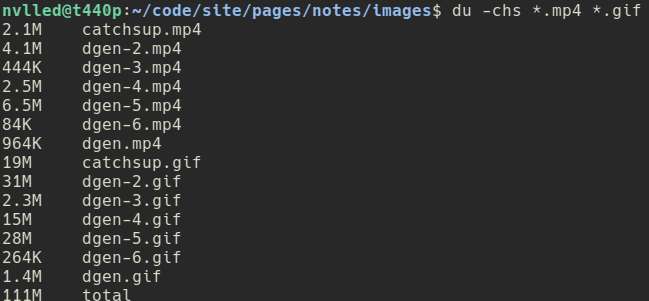 nvlled@t440p:~/code/site/pages/notes/images$ du -chs *.mp4 *.gif
2.1M catchsup.mp4
4.1M dgen-2.mp4
444K dgen-3.mp4
2.5M dgen-4.mp4
6.5M dgen-5.mp4
84K dgen-6.mp4
964K dgen.mp4
19M catchsup.gif
31M dgen-2.gif
2.3M dgen-3.gif
15M dgen-4.gif
28M dgen-5.gif
264K dgen-6.gif
1.4M dgen.gif
111M total